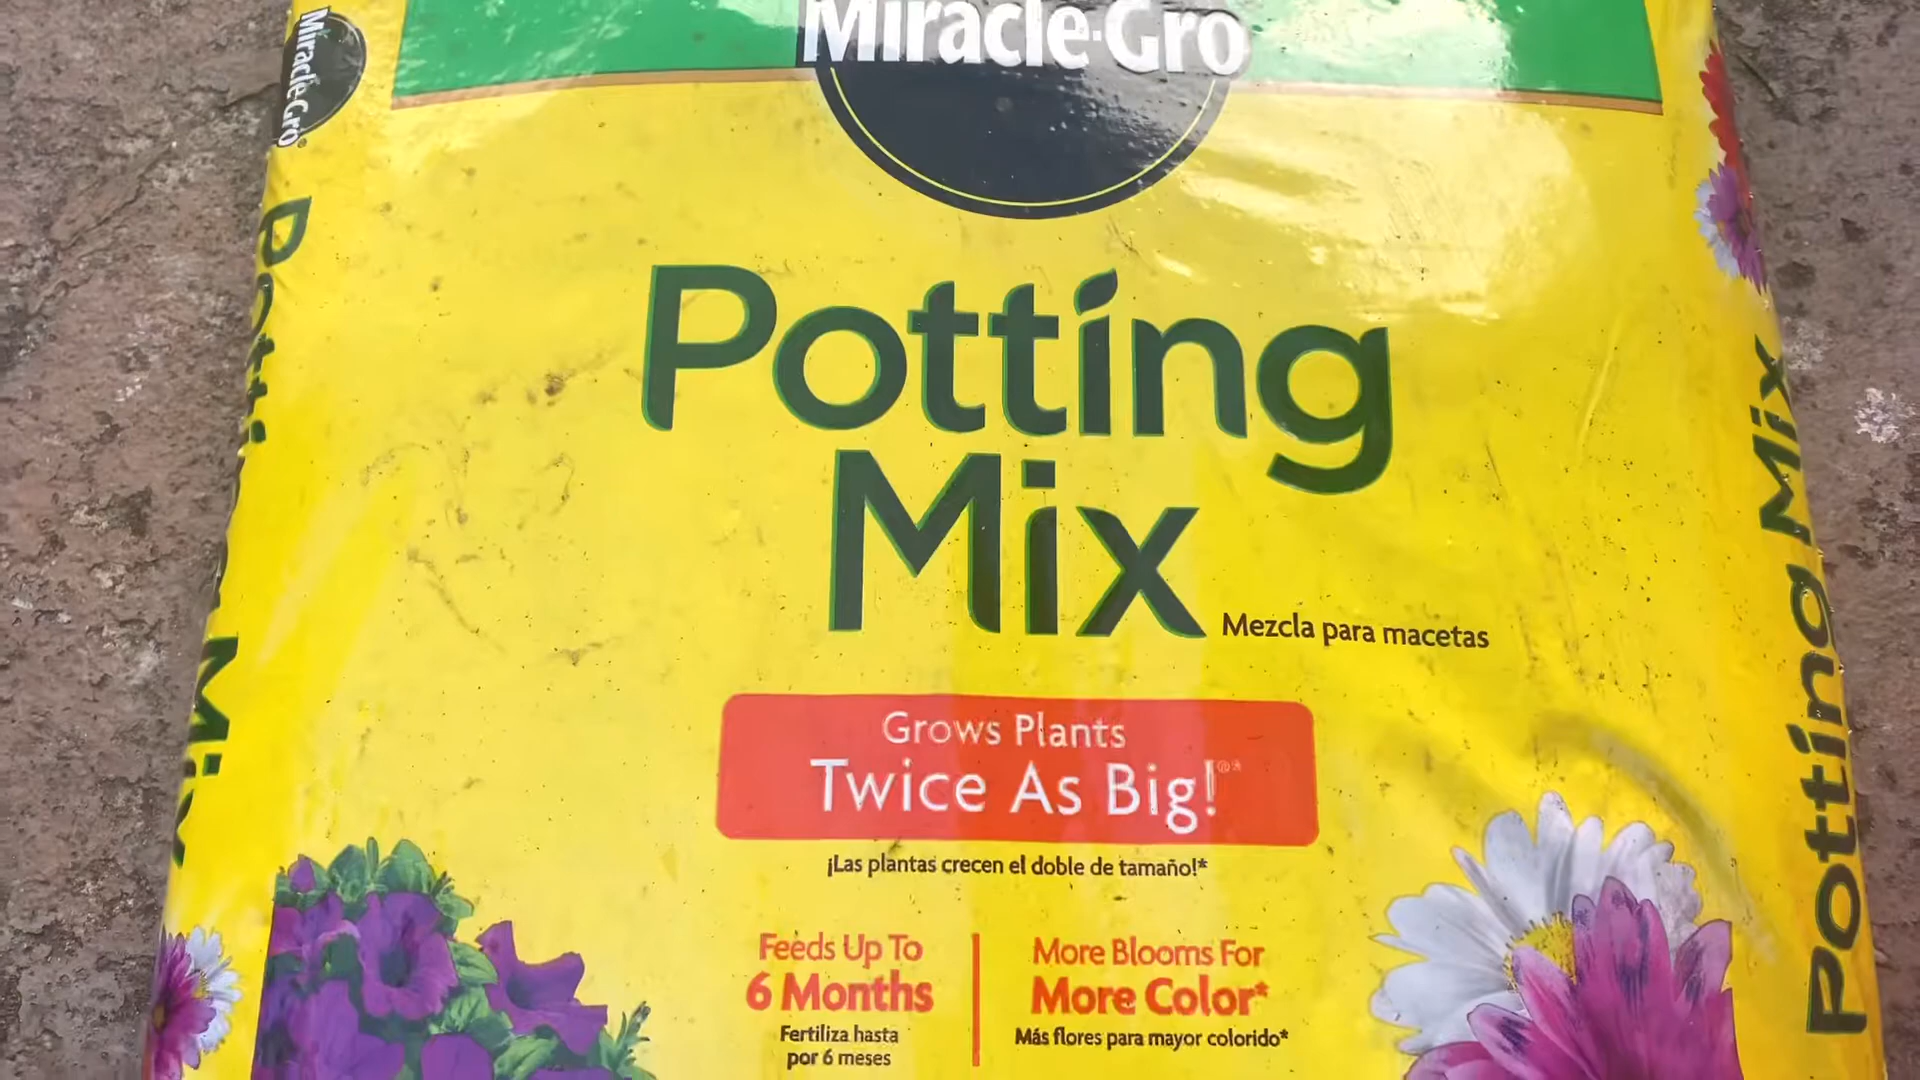 Miracle-Gro
Miracle-Gro®
Potting Mix
Potting
Mix
Mezcla para macetas
Grows Plants
Twice As Big!®*
¡Las plantas crecen el doble de tamaño!*
Feeds Up To
6 Months
Fertiliza hasta
por 6 meses
More Blooms For
More Color*
Más flores para mayor colorido*
Potting Mix